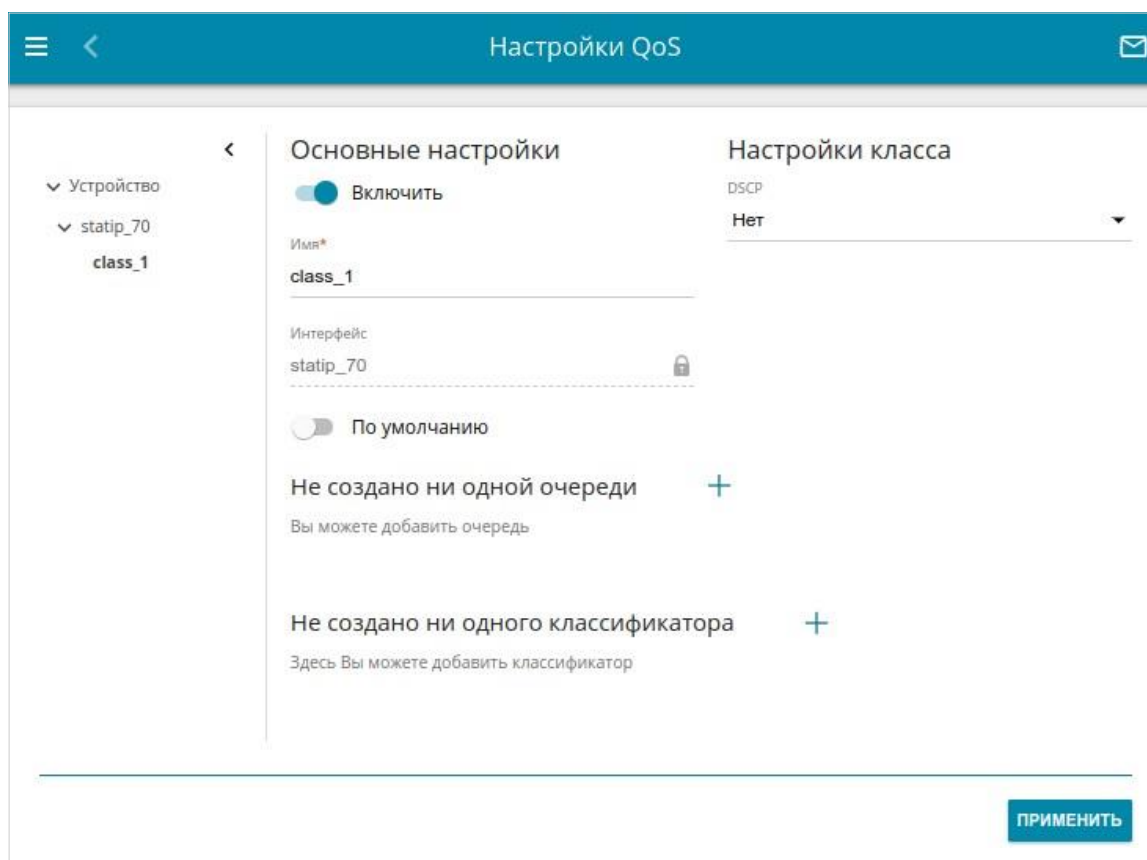 Настройки QoS
Устройство
statip_70
class_1
Основные настройки
Включить
Имя*
class_1
Интерфейс
statip_70
По умолчанию
Не создано ни одной очереди
Вы можете добавить очередь
Не создано ни одного классификатора
Здесь Вы можете добавить классификатор
Настройки класса
DSCP
Нет
ПРИМЕНИТЬ